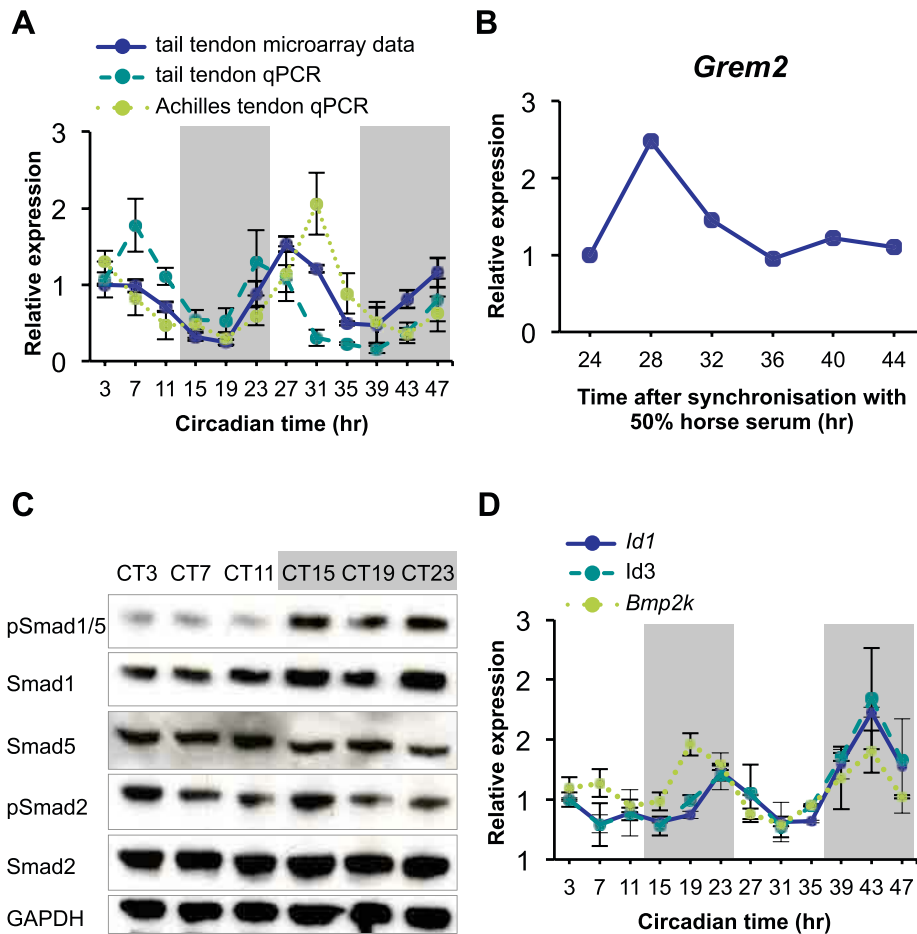 A
tail tendon microarray data
tail tendon qPCR
Achilles tendon qPCR
Relative expression
3
2
1
0
3 7 11 15 19 23 27 31 35 39 43 47
Circadian time (hr)
B
Grem2
Relative expression
3
2
1
0
24 28 32 36 40 44
Time after synchronisation with
50% horse serum (hr)
C
CT3 CT7 CT11 CT15 CT19 CT23
pSmad1/5
Smad1
Smad5
pSmad2
Smad2
GAPDH
D
Id1
Id3
Bmp2k
Relative expression
3
2
2
1
1
3 7 11 15 19 23 27 31 35 39 43 47
Circadian time (hr)